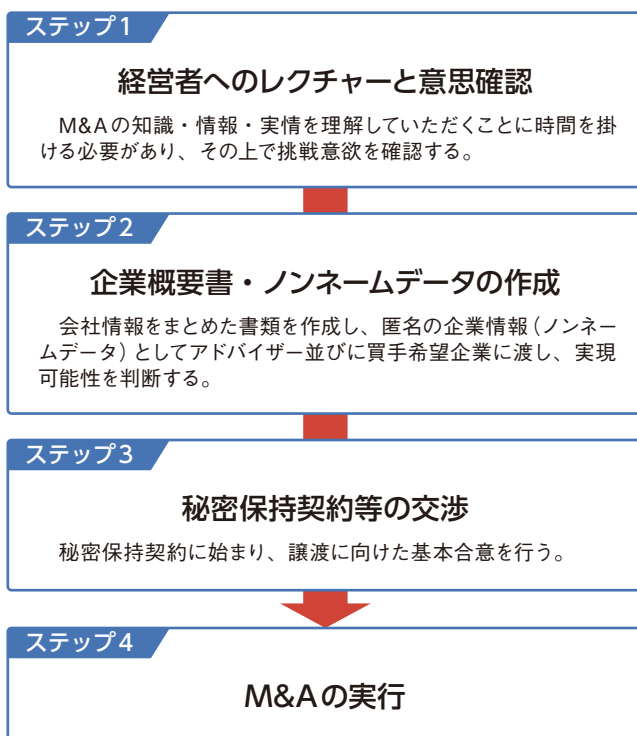 ステップ1
経営者へのレクチャーと意思確認
M&Aの知識・情報・実情を理解していただくことに時間を掛
ける必要があり、その上で挑戦意欲を確認する。
ステップ2
企業概要書・ノンネームデータの作成
会社情報をまとめた書類を作成し、匿名の企業情報（ノンネー
ムデータ）としてアドバイザー並びに買手希望企業に渡し、実現
可能性を判断する。
ステップ3
秘密保持契約等の交渉
秘密保持契約に始まり、譲渡に向けた基本合意を行う。
ステップ4
M&Aの実行